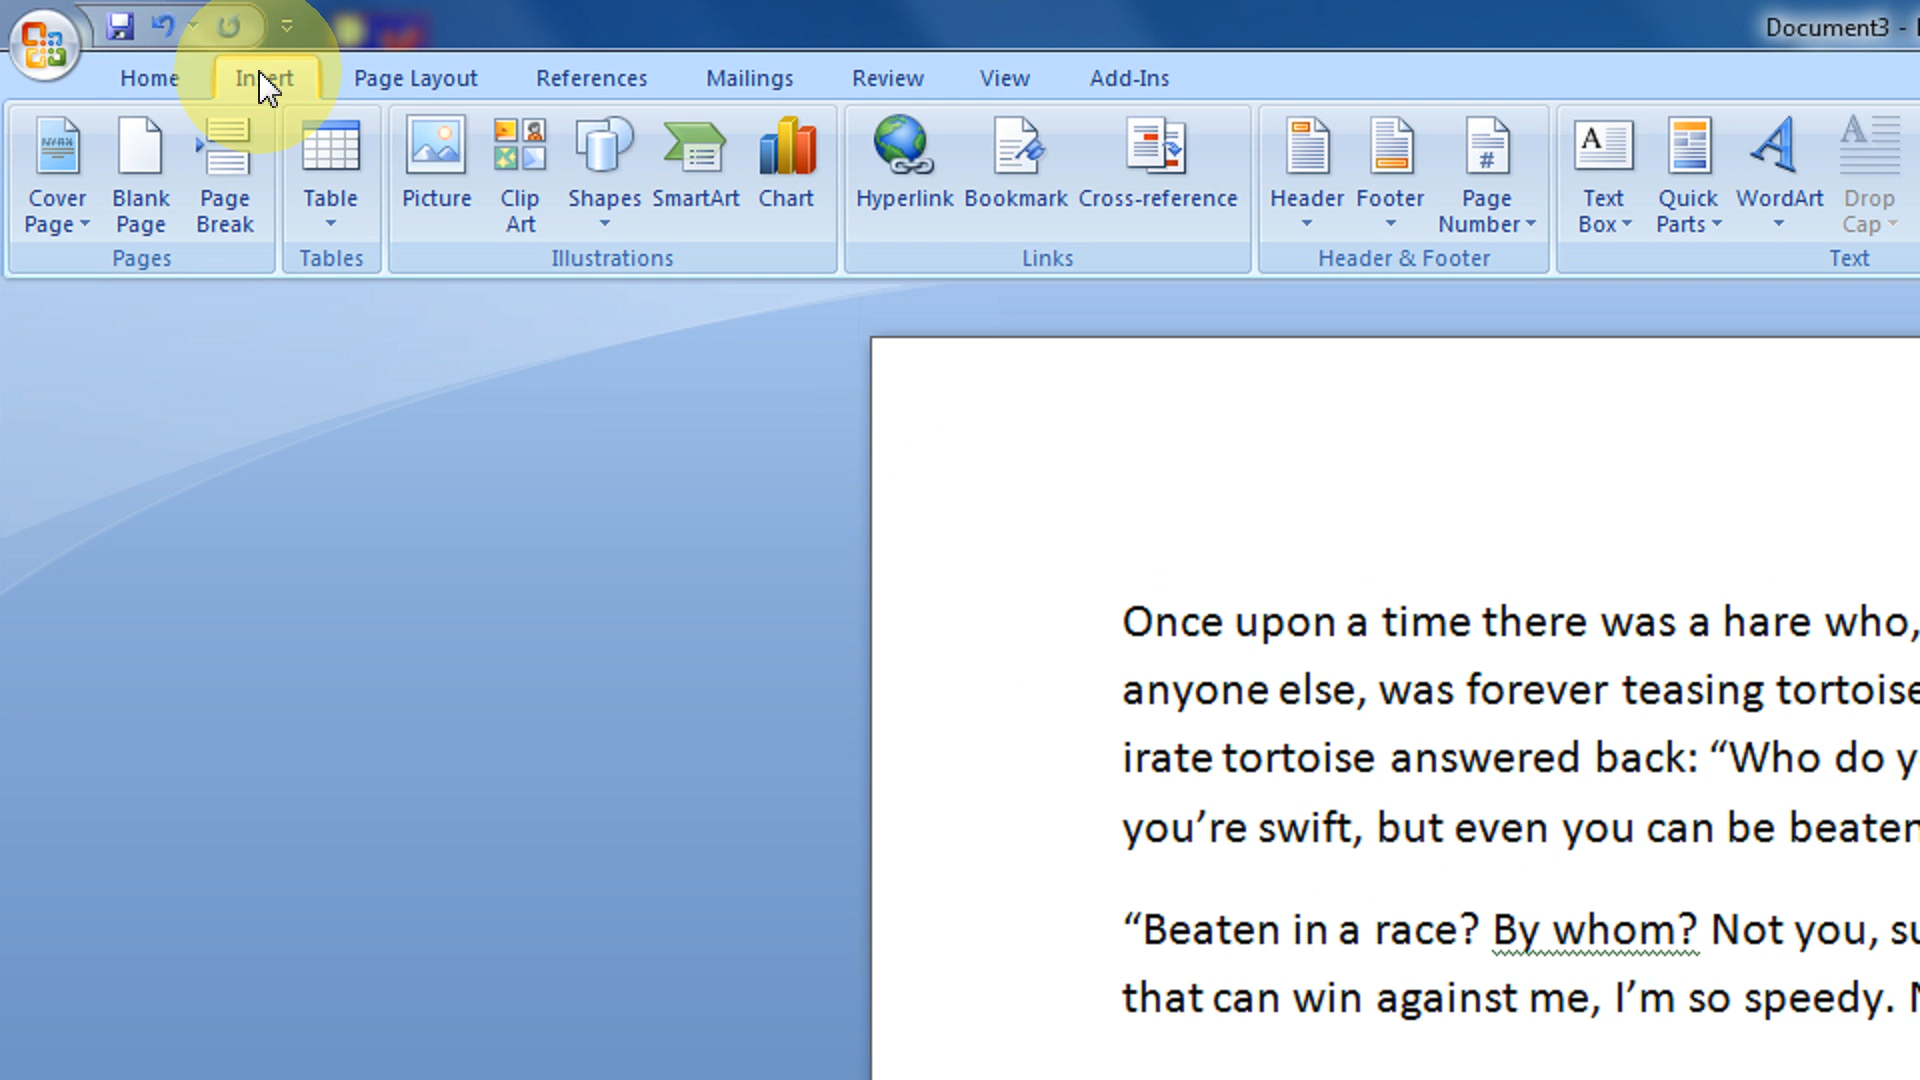 Document3 -
Home Insert Page Layout References Mailings Review View Add-Ins
Cover Page Blank Page Page Break Table Picture Clip Art Shapes SmartArt Chart Hyperlink Bookmark Cross-reference Header Footer Page Number Text Box Quick Parts WordArt Drop Cap
Pages Tables Illustrations Links Header & Footer Text
Once upon a time there was a hare who,
anyone else, was forever teasing tortoise
irate tortoise answered back: “Who do y
you’re swift, but even you can be beaten
“Beaten in a race? By whom? Not you, su
that can win against me, I’m so speedy. N